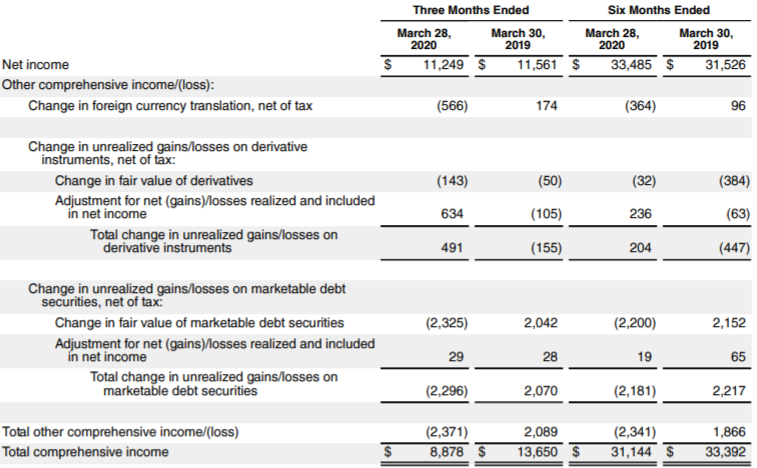 Three Months Ended Six Months Ended
March 28, 2020 March 30, 2019 March 28, 2020 March 30, 2019
Net income $ 11,249 $ 11,561 $ 33,485 $ 31,526
Other comprehensive income/(loss):
Change in foreign currency translation, net of tax (566) 174 (364) 96
Change in unrealized gains/losses on derivative
instruments, net of tax:
Change in fair value of derivatives (143) (50) (32) (384)
Adjustment for net (gains)/losses realized and included
in net income 634 (105) 236 (63)
Total change in unrealized gains/losses on
derivative instruments 491 (155) 204 (447)
Change in unrealized gains/losses on marketable debt
securities, net of tax:
Change in fair value of marketable debt securities (2,325) 2,042 (2,200) 2,152
Adjustment for net (gains)/losses realized and included
in net income 29 28 19 65
Total change in unrealized gains/losses on
marketable debt securities (2,296) 2,070 (2,181) 2,217
Total other comprehensive income/(loss) (2,371) 2,089 (2,341) 1,866
Total comprehensive income $ 8,878 $ 13,650 $ 31,144 $ 33,392